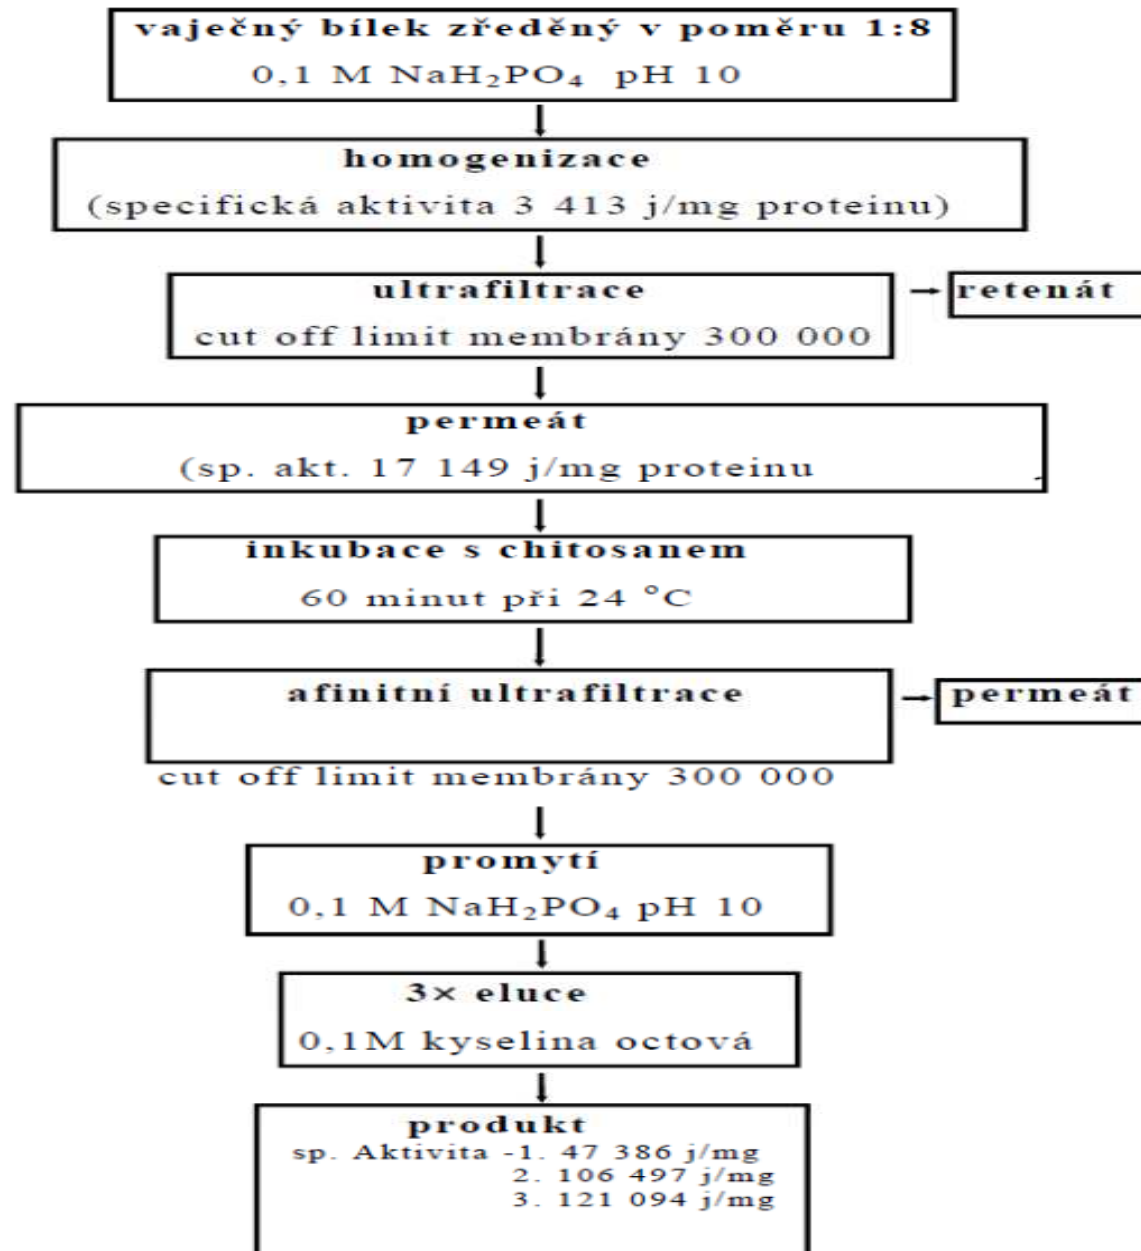 vaječný bílek zředěný v poměru 1:8
0,1 M NaH₂PO₄ pH 10
homogenizace
(specifická aktivita 3 413 j/mg proteinu)
ultrafiltrace
retenát
cut off limit membrány 300 000
permeát
(sp. akt. 17 149 j/mg proteinu
inkubace s chitosanem
60 minut při 24 °C
afinitní ultrafiltrace
permeát
cut off limit membrány 300 000
promytí
0,1 M NaH₂PO₄ pH 10
3× eluce
0,1M kyselina octová
produkt
sp. Aktivita -1. 47 386 j/mg
2. 106 497 j/mg
3. 121 094 j/mg